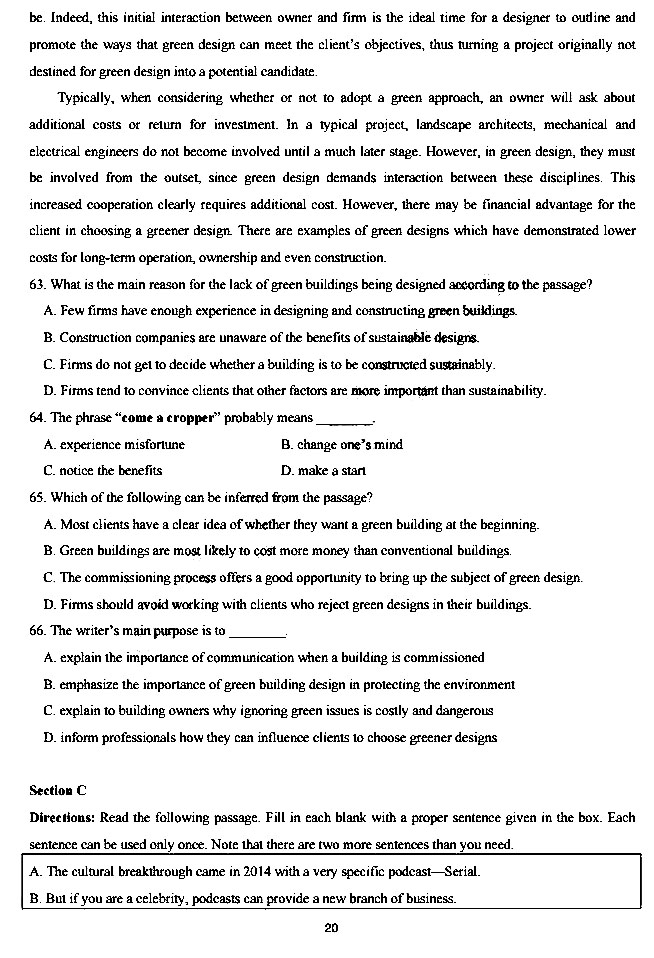 be. Indeed, this initial interaction between owner and firm is the ideal time for a designer to outline and
promote the ways that green design can meet the client's objectives, thus turning a project originally not
destined for green design into a potential candidate.
Typically, when considering whether or not to adopt a green approach, an owner will ask about
additional costs or return for investment. In a typical project, landscape architects, mechanical and
electrical engineers do not become involved until a much later stage. However, in green design, they must
be involved from the outset, since green design demands interaction between these disciplines. This
increased cooperation clearly requires additional cost. However, there may be financial advantage for the
client in choosing a greener design. There are examples of green designs which have demonstrated lower
costs for long-term operation, ownership and even construction.
63. What is the main reason for the lack of green buildings being designed according to the passage?
A. Few firms have enough experience in designing and constructing green buildings.
B. Construction companies are unaware of the benefits of sustainable designs.
C. Firms do not get to decide whether a building is to be constructed sustainably.
D. Firms tend to convince clients that other factors are more important than sustainability.
64. The phrase "come a cropper" probably means ________.
A. experience misfortune B. change one's mind
C. notice the benefits D. make a start
65. Which of the following can be inferred from the passage?
A. Most clients have a clear idea of whether they want a green building at the beginning.
B. Green buildings are most likely to cost more money than conventional buildings.
C. The commissioning process offers a good opportunity to bring up the subject of green design.
D. Firms should avoid working with clients who reject green designs in their buildings.
66. The writer's main purpose is to ________.
A. explain the importance of communication when a building is commissioned
B. emphasize the importance of green building design in protecting the environment
C. explain to building owners why ignoring green issues is costly and dangerous
D. inform professionals how they can influence clients to choose greener designs
Section C
Directions: Read the following passage. Fill in each blank with a proper sentence given in the box. Each
sentence can be used only once. Note that there are two more sentences than you need.
A. The cultural breakthrough came in 2014 with a very specific podcast—Serial.
B. But if you are a celebrity, podcasts can provide a new branch of business.
20